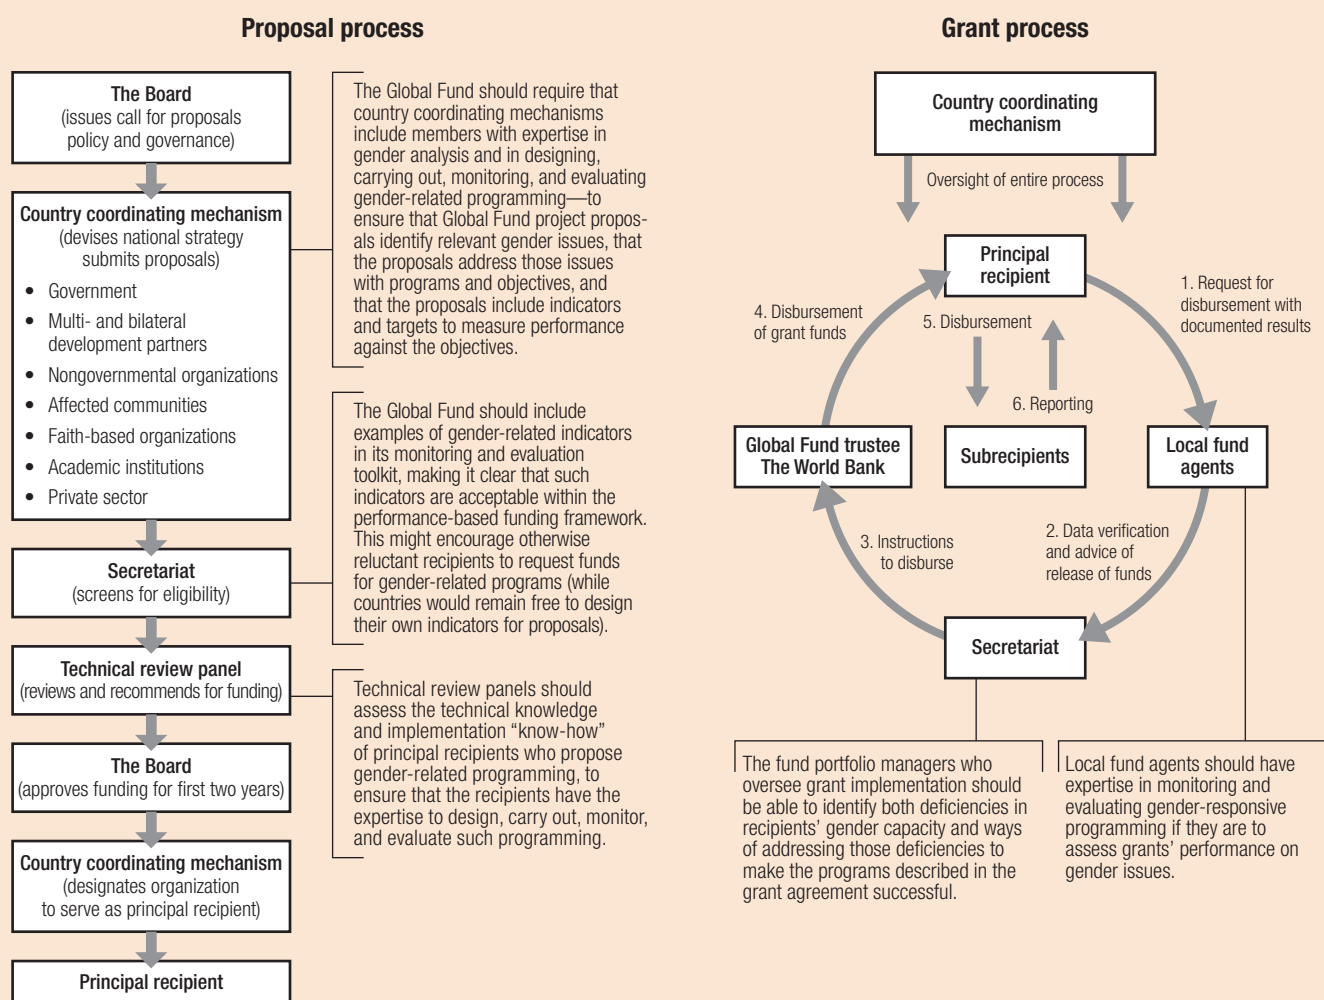 Proposal process
The Board
(issues call for proposals
policy and governance)
Country coordinating mechanism
(devises national strategy
submits proposals)
• Government
• Multi- and bilateral
development partners
• Nongovernmental organizations
• Affected communities
• Faith-based organizations
• Academic institutions
• Private sector
Secretariat
(screens for eligibility)
Technical review panel
(reviews and recommends for funding)
The Board
(approves funding for first two years)
Country coordinating mechanism
(designates organization
to serve as principal recipient)
Principal recipient
The Global Fund should require that
country coordinating mechanisms
include members with expertise in
gender analysis and in designing,
carrying out, monitoring, and evaluating
gender-related programming—to
ensure that Global Fund project propos-
als identify relevant gender issues, that
the proposals address those issues
with programs and objectives, and
that the proposals include indicators
and targets to measure performance
against the objectives.
The Global Fund should include
examples of gender-related indicators
in its monitoring and evaluation
toolkit, making it clear that such
indicators are acceptable within the
performance-based funding framework.
This might encourage otherwise
reluctant recipients to request funds
for gender-related programs (while
countries would remain free to design
their own indicators for proposals).
Technical review panels should
assess the technical knowledge
and implementation “know-how”
of principal recipients who propose
gender-related programming, to
ensure that the recipients have the
expertise to design, carry out, monitor,
and evaluate such programming.
Grant process
Country coordinating
mechanism
Oversight of entire process
Principal
recipient
1. Request for
disbursement with
documented results
4. Disbursement
of grant funds
5. Disbursement
6. Reporting
Global Fund trustee
The World Bank
Subrecipients
Local fund
agents
3. Instructions
to disburse
2. Data verification
and advice of
release of funds
Secretariat
The fund portfolio managers who
oversee grant implementation should
be able to identify both deficiencies in
recipients’ gender capacity and ways
of addressing those deficiencies to
make the programs described in the
grant agreement successful.
Local fund agents should have
expertise in monitoring and
evaluating gender-responsive
programming if they are to
assess grants’ performance on
gender issues.